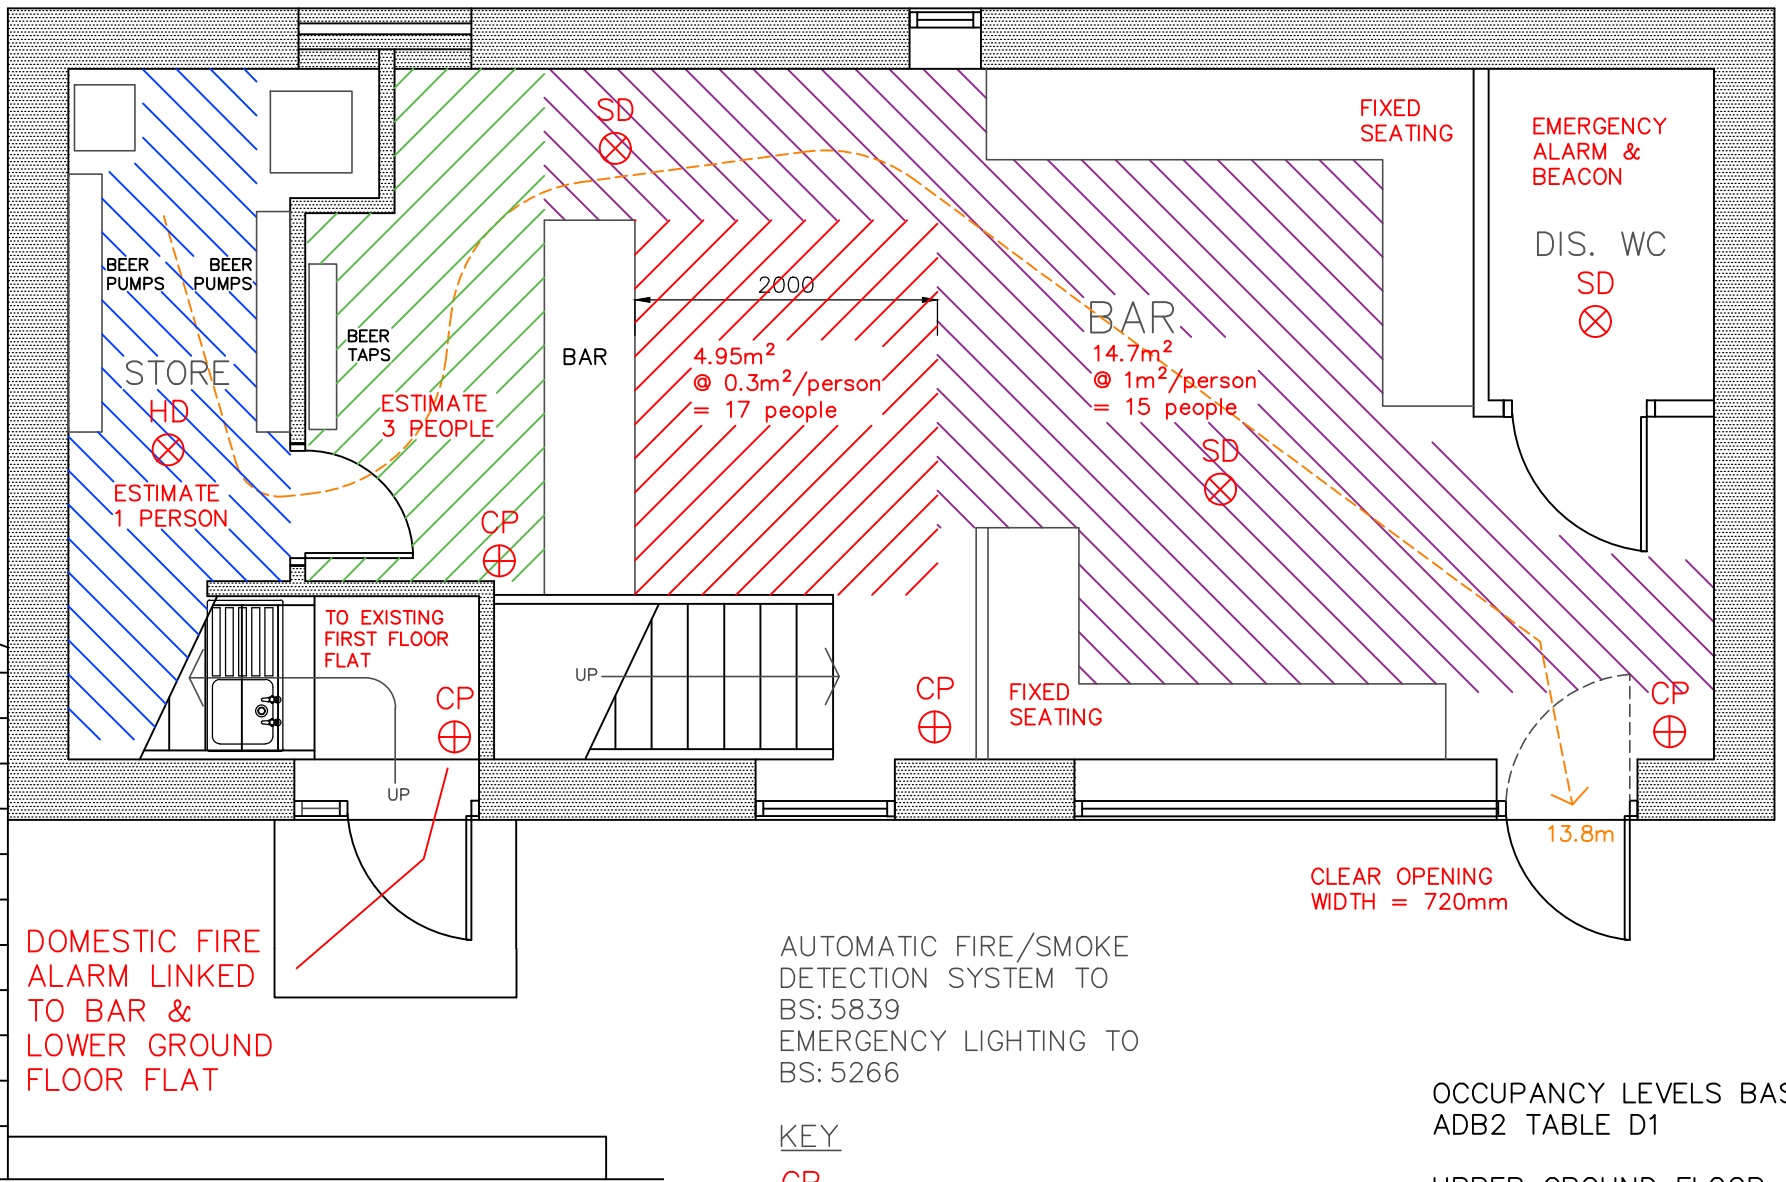 SD
FIXED
SEATING
EMERGENCY
ALARM &
BEACON
DIS. WC
SD
BEER
PUMPS
BEER
PUMPS
2000
BAR
BEER
TAPS
BAR
4.95m²
@ 0.3m²/person
= 17 people
14.7m²
@ 1m²/person
= 15 people
STORE
HD
ESTIMATE
3 PEOPLE
SD
ESTIMATE
1 PERSON
CP
TO EXISTING
FIRST FLOOR
FLAT
CP
UP
CP
FIXED
SEATING
CP
UP
13.8m
CLEAR OPENING
WIDTH = 720mm
DOMESTIC FIRE
ALARM LINKED
TO BAR &
LOWER GROUND
FLOOR FLAT
AUTOMATIC FIRE/SMOKE
DETECTION SYSTEM TO
BS:5839
EMERGENCY LIGHTING TO
BS:5266
KEY
CP
OCCUPANCY LEVELS BAS
ADB2 TABLE D1
UPPER GROUND FLOOR